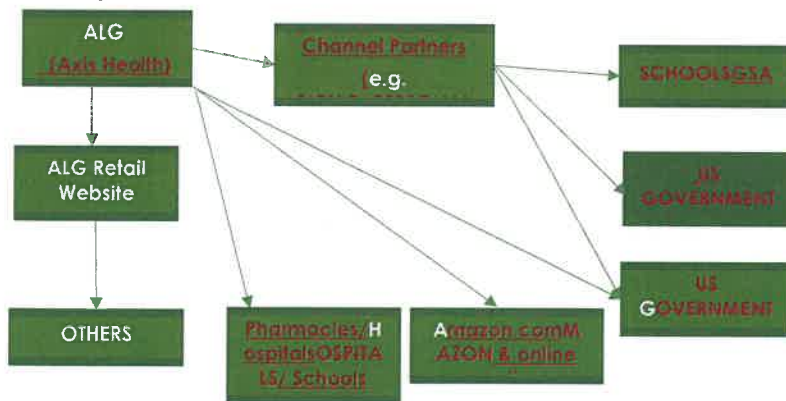 ALG
(Axis Health)
Channel Partners
(e.g.
SCHOOLSGSA
ALG Retail
Website
US
GOVERNMENT
US
GOVERNMENT
OTHERS
Pharmacies/H
ospitalsOSPITA
LS/ Schools
Amazon.comM
AZON & online